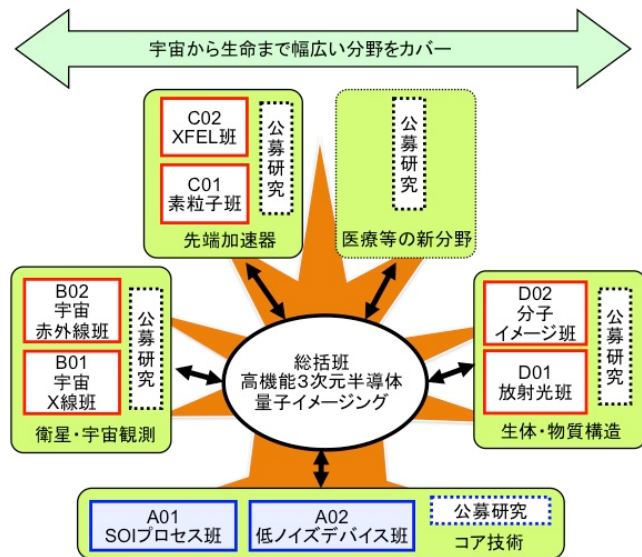 宇宙から生命まで幅広い分野をカバー
C02
XFEL班
C01
素粒子班
公募研究
先端加速器
公募研究
医療等の新分野
B02
宇宙
赤外線班
B01
宇宙
X線班
公募研究
衛星・宇宙観測
総括班
高機能3次元半導体
量子イメージング
D02
分子
イメージ班
D01
放射光班
公募研究
生体・物質構造
A01
SOIプロセス班
A02
低ノイズデバイス班
公募研究
コア技術